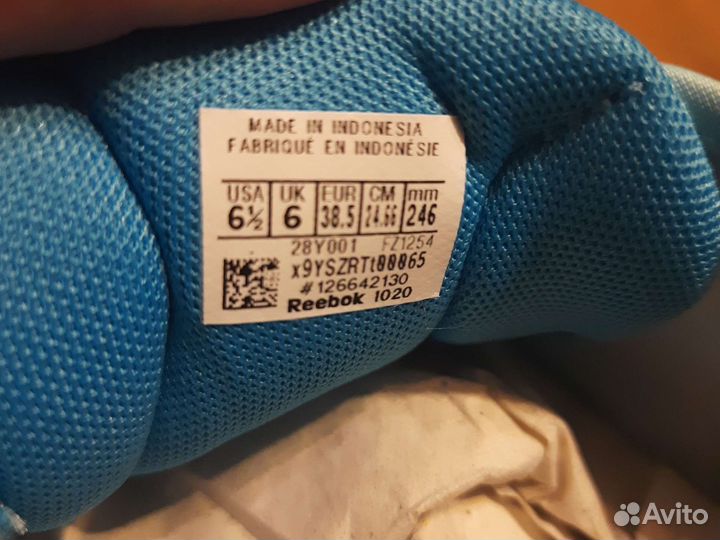 MADE IN INDONESIA
FABRIQUÉ EN INDONÉSIE
USA UK EUR CM mm
6½ 6 38.5 24.66 246
28Y001 FZ1254
x9YSZRTt00065
#126642130
Reebok 1020
Avito